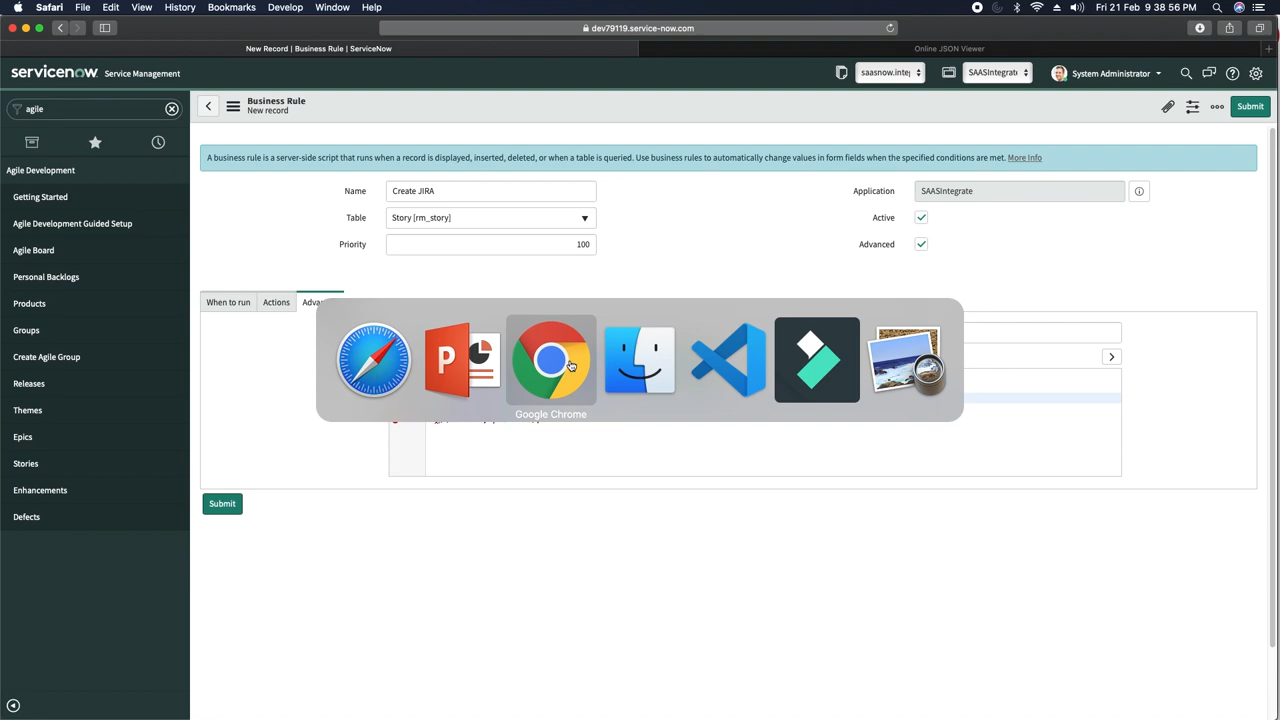 Safari File Edit View History Bookmarks Develop Window Help
Fri 21 Feb 9 38 56 PM
dev79119.service-now.com
New Record | Business Rule | ServiceNow
Online JSON Viewer
servicenow Service Management
saasnow.integ
SAASIntegrate
System Administrator
agile
Business Rule
New record
Submit
A business rule is a server-side script that runs when a record is displayed, inserted, deleted, or when a table is queried. Use business rules to automatically change values in form fields when the specified conditions are met. More Info
Agile Development
Getting Started
Agile Development Guided Setup
Agile Board
Personal Backlogs
Products
Groups
Create Agile Group
Releases
Themes
Epics
Stories
Enhancements
Defects
Name Create JIRA
Application SAASIntegrate
Table Story [rm_story]
Active
Priority 100
Advanced
When to run Actions
P
Google Chrome
Submit